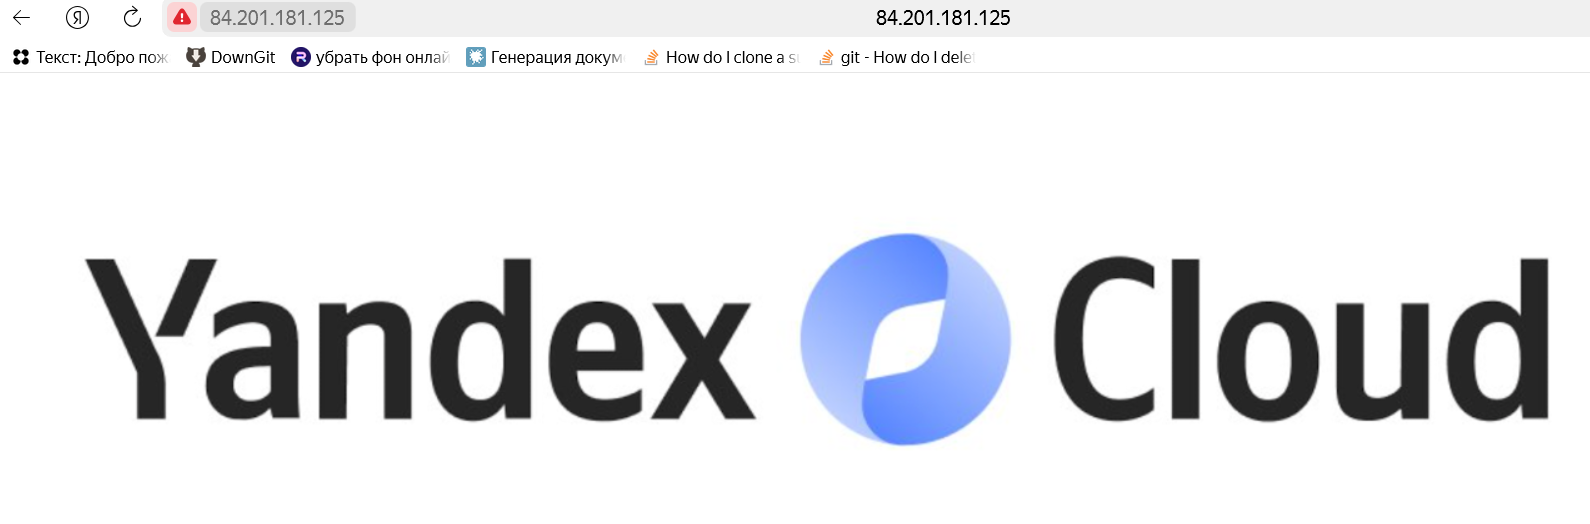 84.201.181.125 84.201.181.125
Текст: Добро пож DownGit убрать фон онлай Генерация докум How do I clone a s git - How do I delet
Yandex Cloud